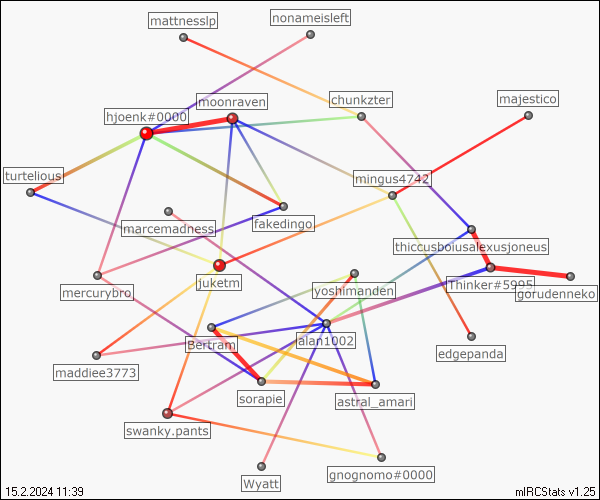 nonameisleft
mattnesslp
moonraven
chunkzter
majestico
hjoenk#0000
turtelious
mingus4742
fakedingo
marcemadness
thiccusbousalexusjoneus
juketm
mercurybro
yoshimanden
Thinker#5995
gorudenneko
Bertram
alan1002
edgepanda
maddiee3773
sorapie
astral_amari
swanky.pants
gnognomo#0000
Wyatt
15.2.2024 11:39
mIRCStats v1.25